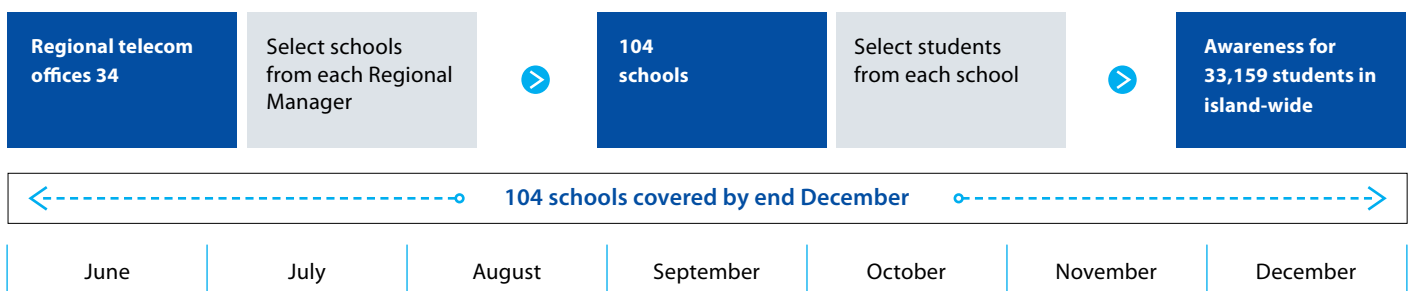 Regional telecom
offices 34
Select schools
from each Regional
Manager
104
schools
Select students
from each school
Awareness for
33,159 students in
island-wide
104 schools covered by end December
June
July
August
September
October
November
December